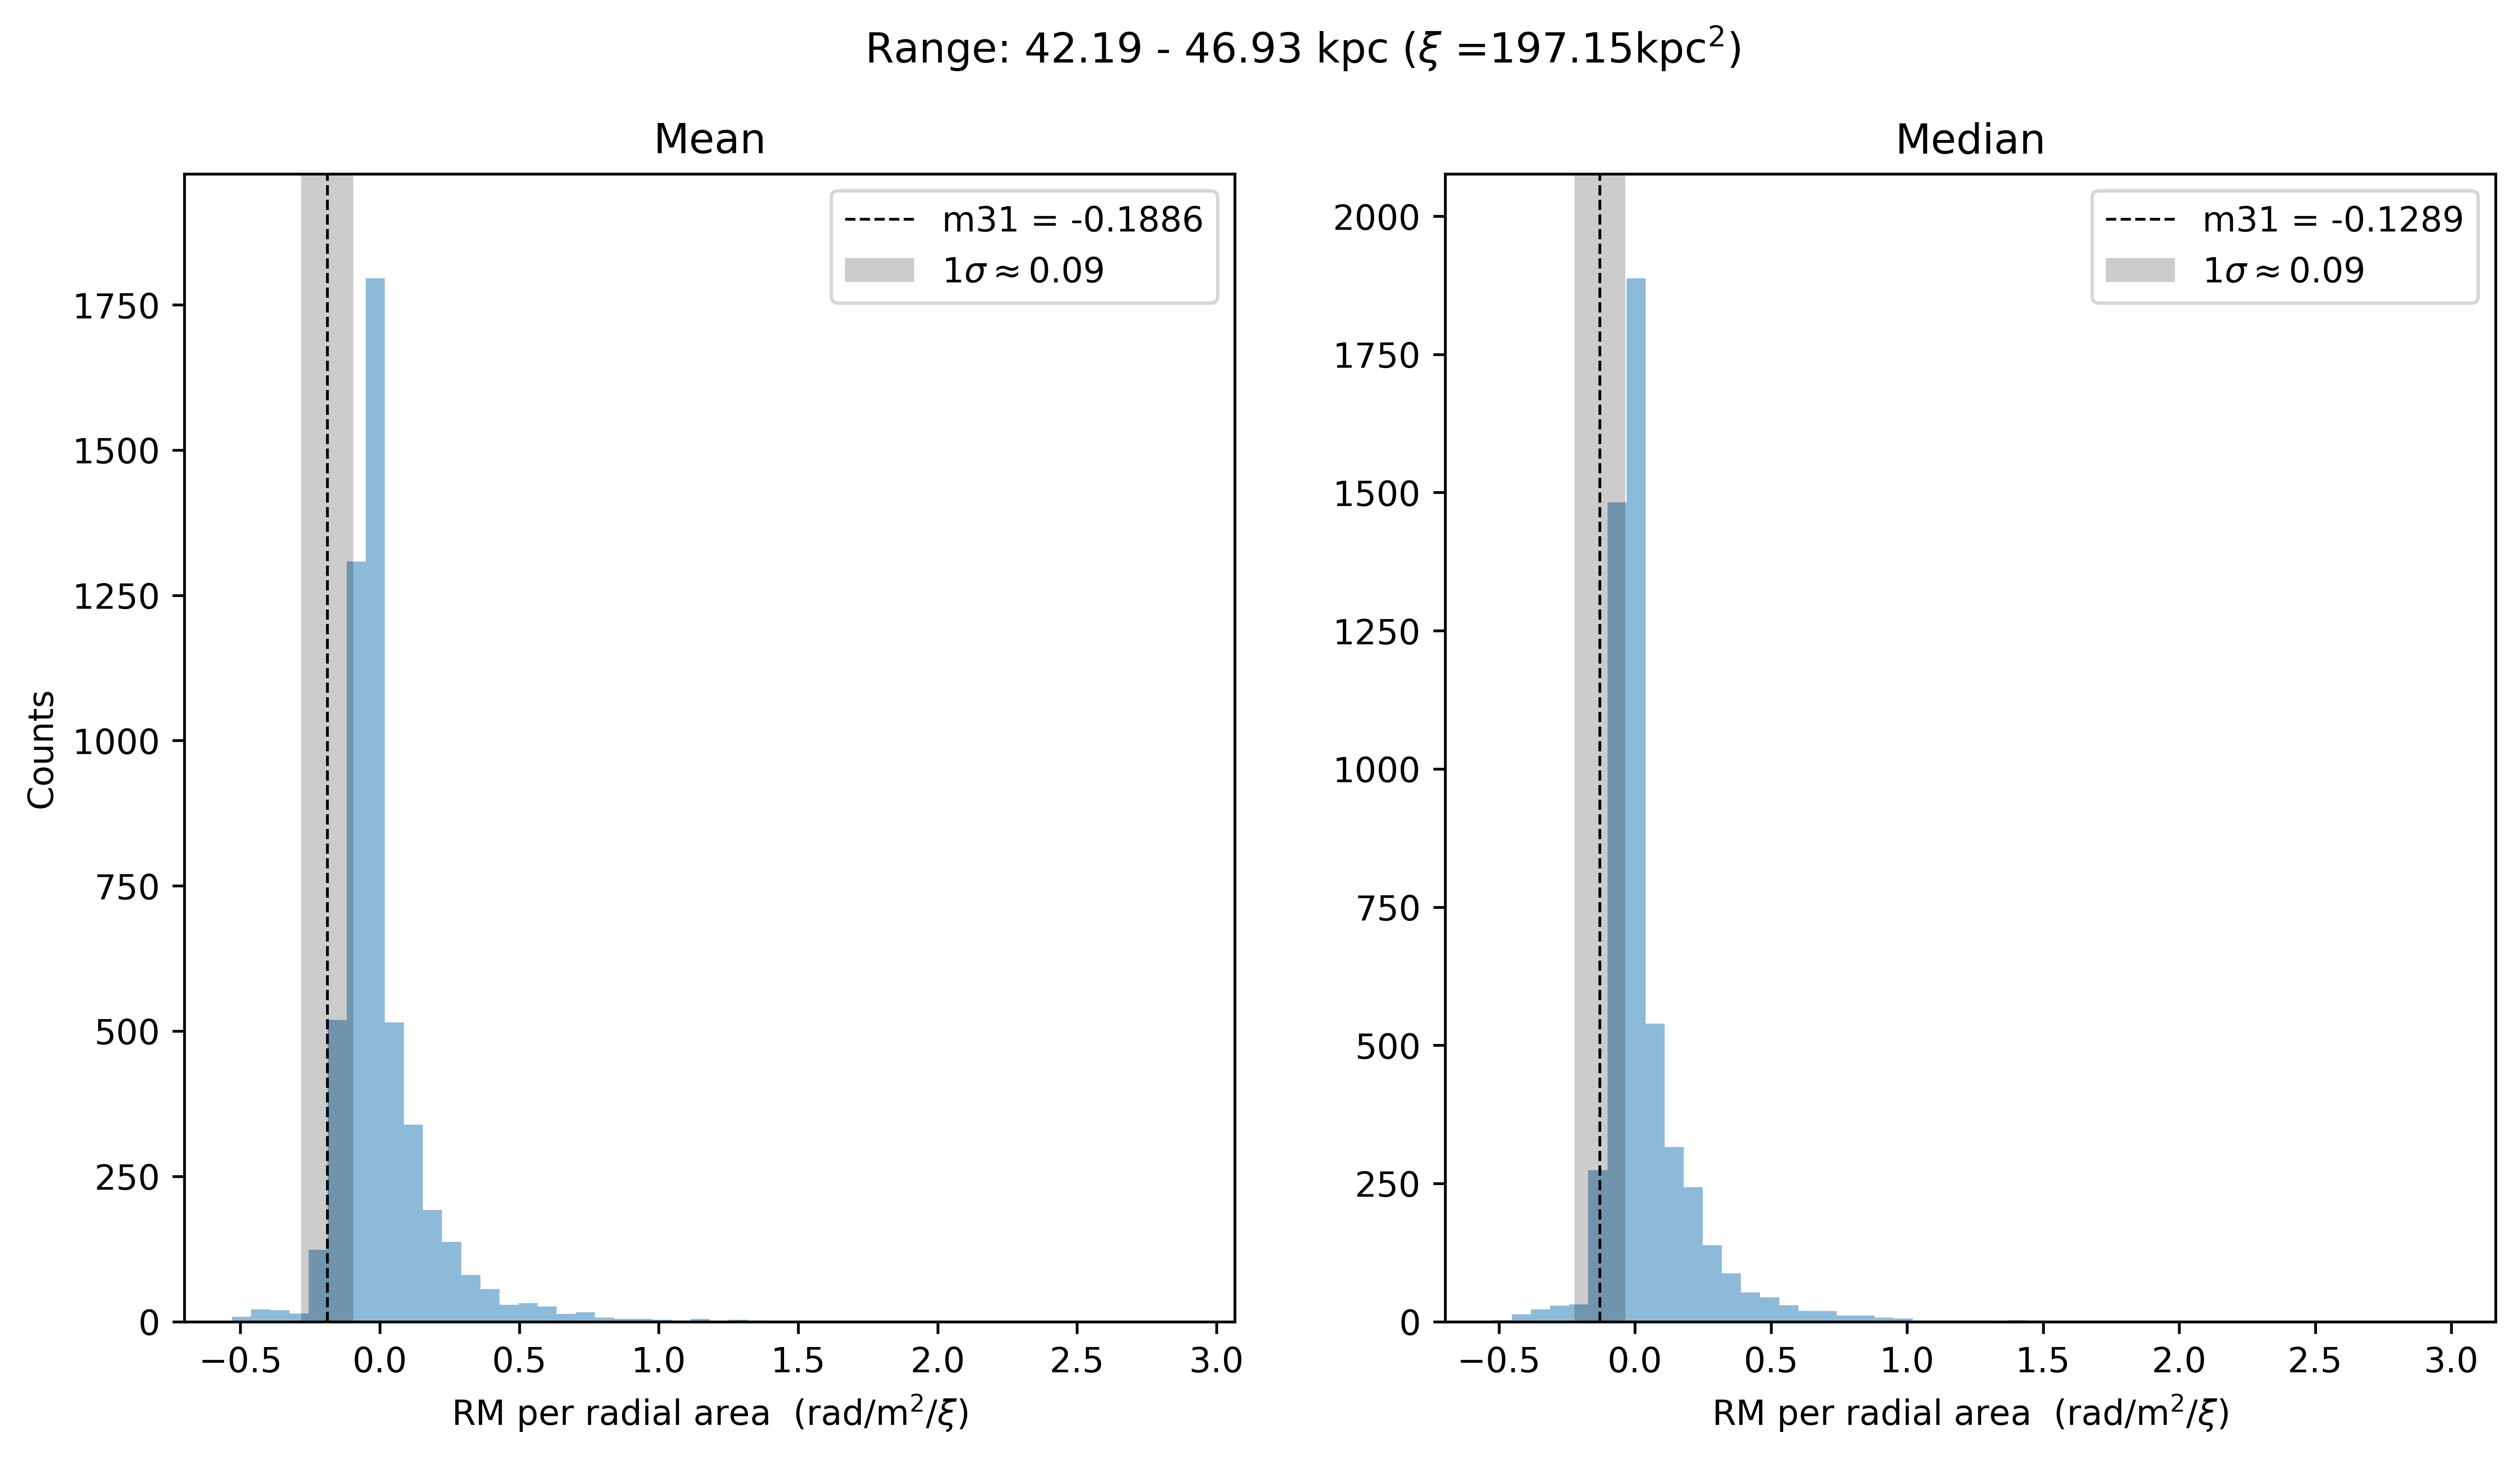 Range: 42.19 - 46.93 kpc (ξ =197.15kpc²)
Mean
m31 = -0.1886
1σ ≈ 0.09
1750
1500
1250
1000
750
500
250
0
Counts
−0.5 0.0 0.5 1.0 1.5 2.0 2.5 3.0
RM per radial area (rad/m²/ξ)
Median
m31 = -0.1289
1σ ≈ 0.09
2000
1750
1500
1250
1000
750
500
250
0
−0.5 0.0 0.5 1.0 1.5 2.0 2.5 3.0
RM per radial area (rad/m²/ξ)